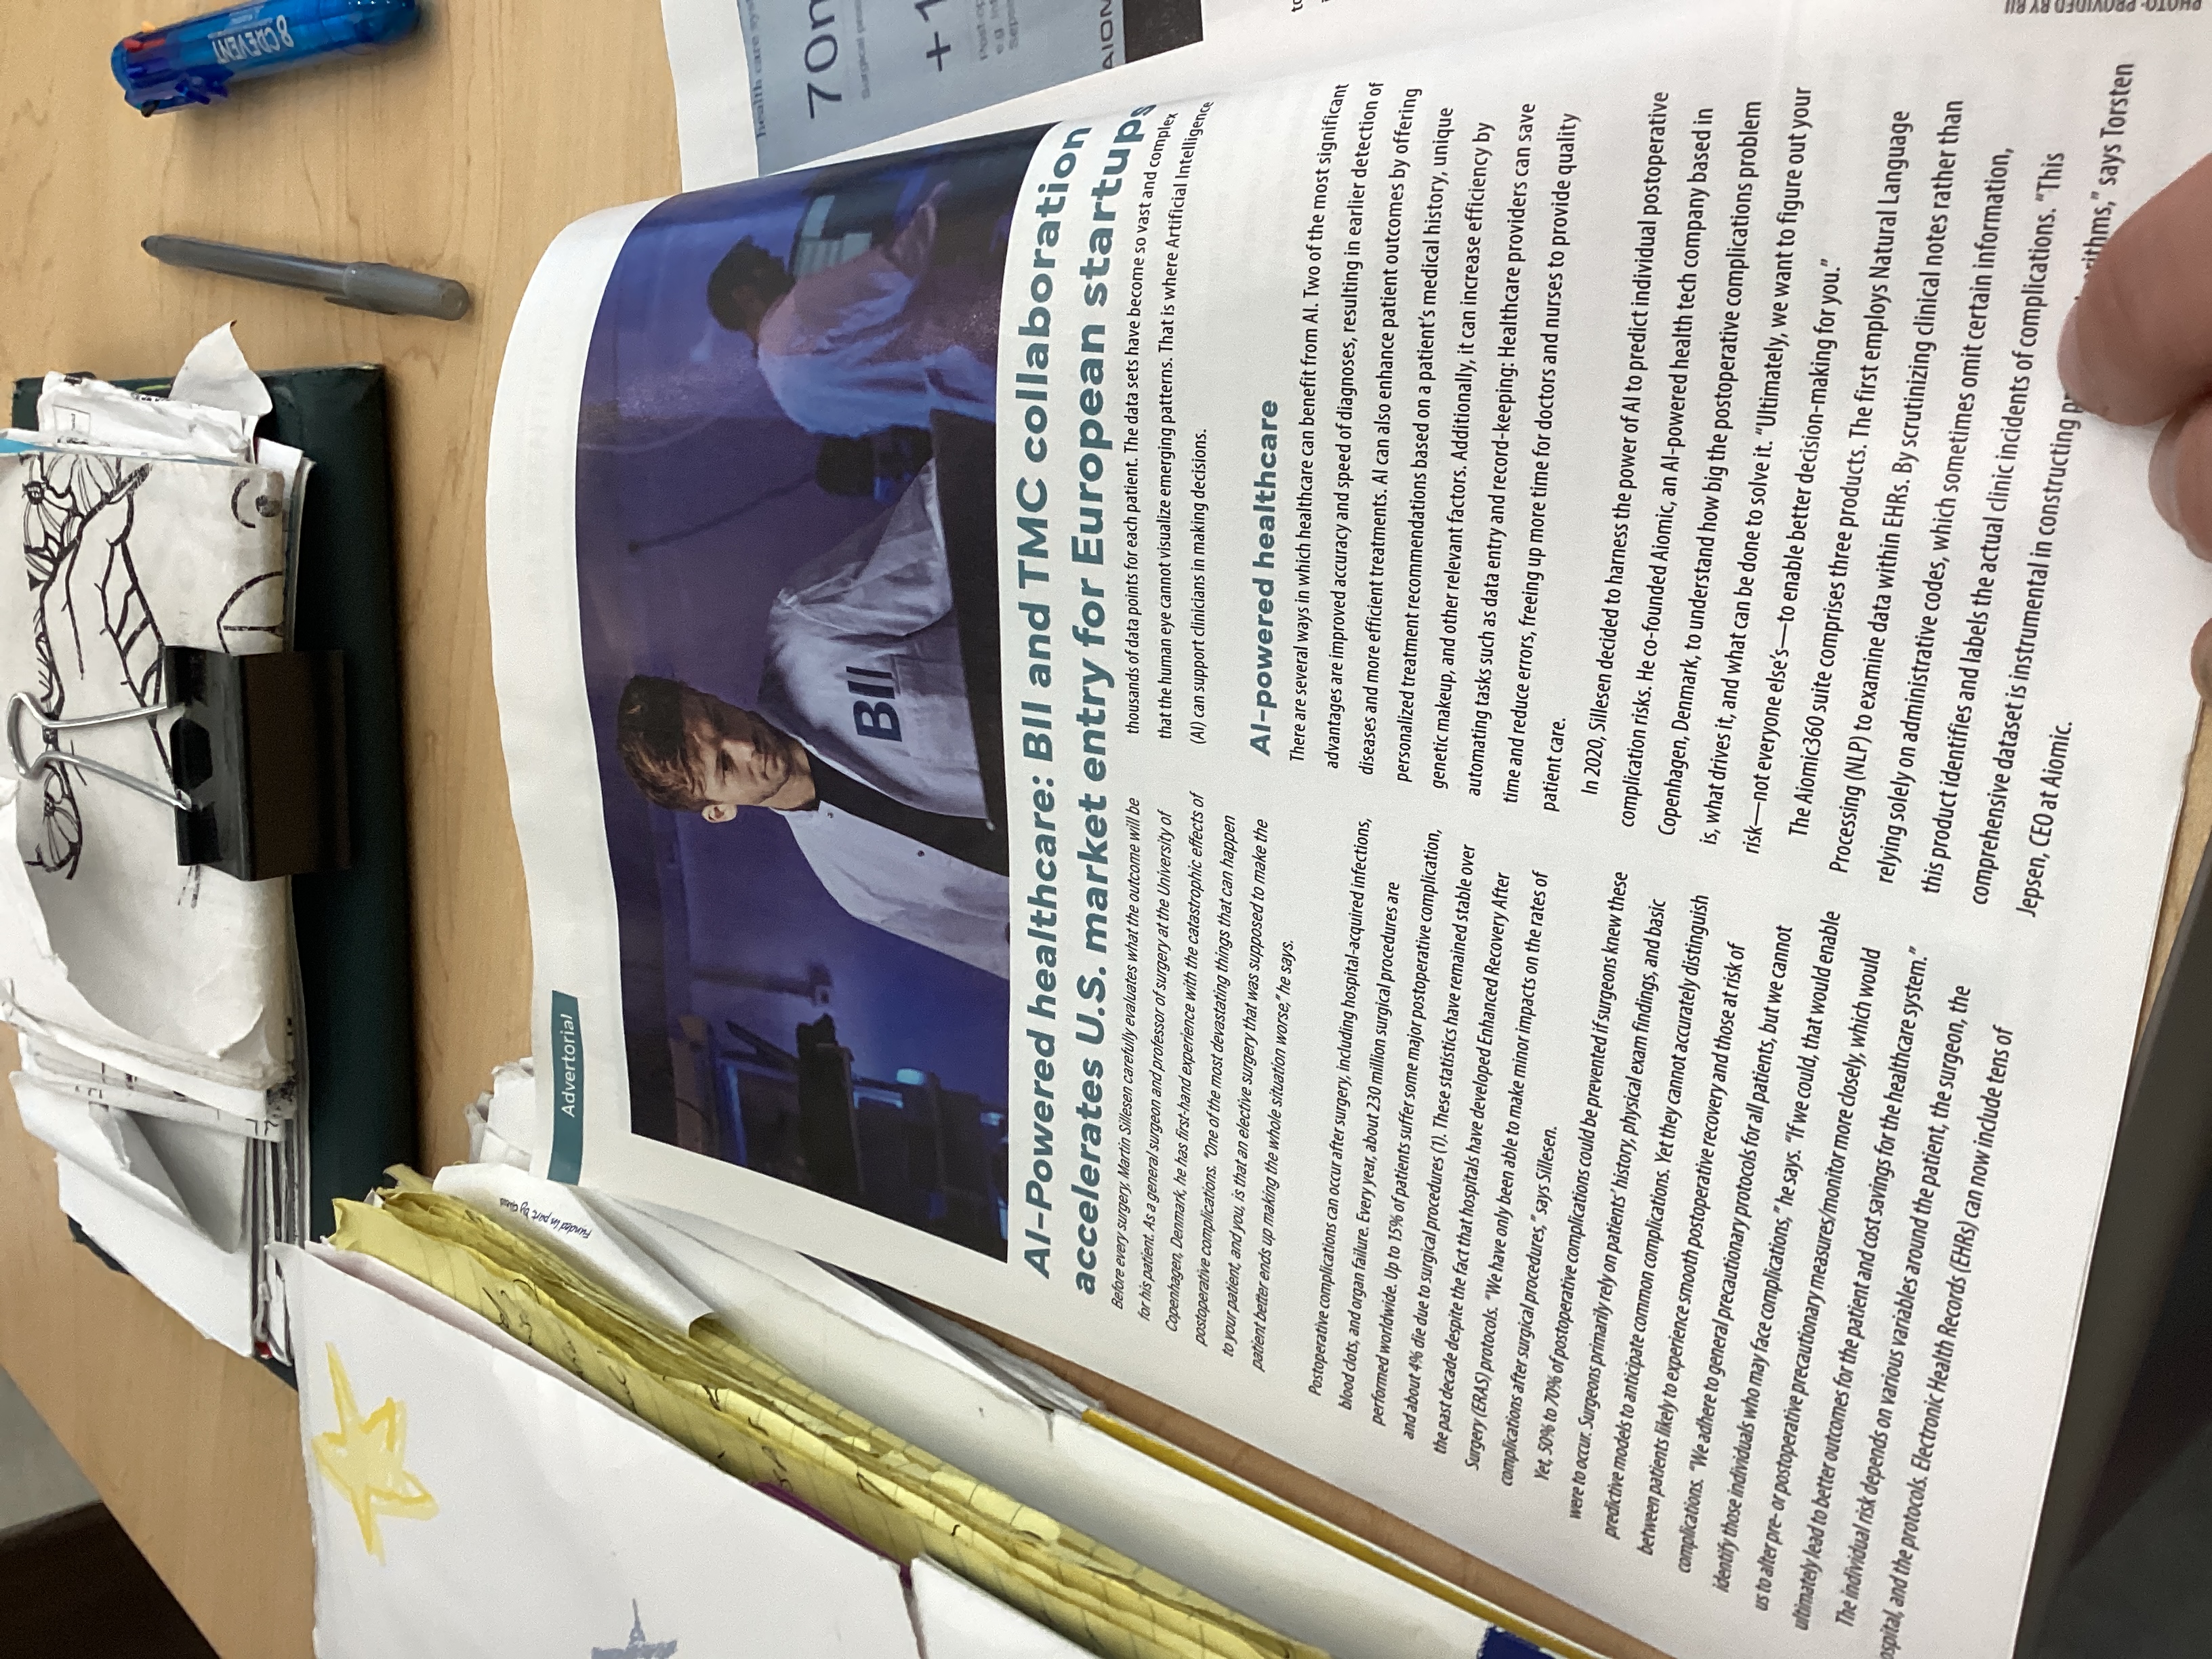 8 COLEVENT
Funded in part by
Advertorial
BII
AI-Powered healthcare: BII and TMC collaboration
accelerates U.S. market entry for European startups
Before every surgery, Martin Sillesen carefully evaluates what the outcome will be
for his patient. As a general surgeon and professor of surgery at the University of
Copenhagen, Denmark, he has first-hand experience with the catastrophic effects of
postoperative complications. “One of the most devastating things that can happen
to your patient, and you, is that an elective surgery that was supposed to make the
patient better ends up making the whole situation worse,” he says.
Postoperative complications can occur after surgery, including hospital-acquired infections,
blood clots, and organ failure. Every year, about 230 million surgical procedures are
performed worldwide. Up to 15% of patients suffer some major postoperative complication,
and about 4% die due to surgical procedures (1). These statistics have remained stable over
the past decade despite the fact that hospitals have developed Enhanced Recovery After
Surgery (ERAS) protocols. “We have only been able to make minor impacts on the rates of
complications after surgical procedures,” says Sillesen.
Yet, 50% to 70% of postoperative complications could be prevented if surgeons knew these
were to occur. Surgeons primarily rely on patients’ history, physical exam findings, and basic
predictive models to anticipate common complications. Yet they cannot accurately distinguish
between patients likely to experience smooth postoperative recovery and those at risk of
complications. “We adhere to general precautionary protocols for all patients, but we cannot
identify those individuals who may face complications,” he says. “If we could, that would enable
us to alter pre- or postoperative precautionary measures/monitor more closely, which would
ultimately lead to better outcomes for the patient and cost savings for the healthcare system.”
The individual risk depends on various variables around the patient, the surgeon, the
ospital, and the protocols. Electronic Health Records (EHRs) can now include tens of
thousands of data points for each patient. The data sets have become so vast and complex
that the human eye cannot visualize emerging patterns. That is where Artificial Intelligence
(AI) can support clinicians in making decisions.
AI-powered healthcare
There are several ways in which healthcare can benefit from AI. Two of the most significant
advantages are improved accuracy and speed of diagnoses, resulting in earlier detection of
diseases and more efficient treatments. AI can also enhance patient outcomes by offering
personalized treatment recommendations based on a patient’s medical history, unique
genetic makeup, and other relevant factors. Additionally, it can increase efficiency by
automating tasks such as data entry and record-keeping: Healthcare providers can save
time and reduce errors, freeing up more time for doctors and nurses to provide quality
patient care.
In 2020, Sillesen decided to harness the power of AI to predict individual postoperative
complication risks. He co-founded Aiomic, an AI-powered health tech company based in
Copenhagen, Denmark, to understand how big the postoperative complications problem
is, what drives it, and what can be done to solve it. “Ultimately, we want to figure out your
risk—not everyone else’s—to enable better decision-making for you.”
The Aiomic360 suite comprises three products. The first employs Natural Language
Processing (NLP) to examine data within EHRs. By scrutinizing clinical notes rather than
relying solely on administrative codes, which sometimes omit certain information,
this product identifies and labels the actual clinic incidents of complications. “This
comprehensive dataset is instrumental in constructing p rithms,” says Torsten
Jepsen, CEO at Aiomic.
PHOTO: PROVIDED BY BII
health care syst
70m
Surgical proc
+1
Post-op
e.g. Inf
Sepsi
AIOM
to